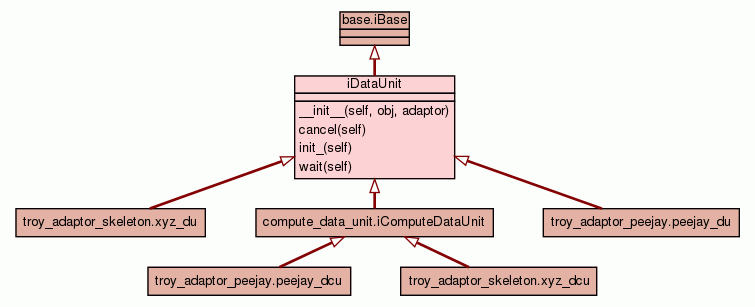 base.iBase
iDataUnit
__init__(self, obj, adaptor)
cancel(self)
init_(self)
wait(self)
troy_adaptor_skeleton.xyz_du
compute_data_unit.iComputeDataUnit
troy_adaptor_peejay.peejay_du
troy_adaptor_peejay.peejay_dcu
troy_adaptor_skeleton.xyz_dcu